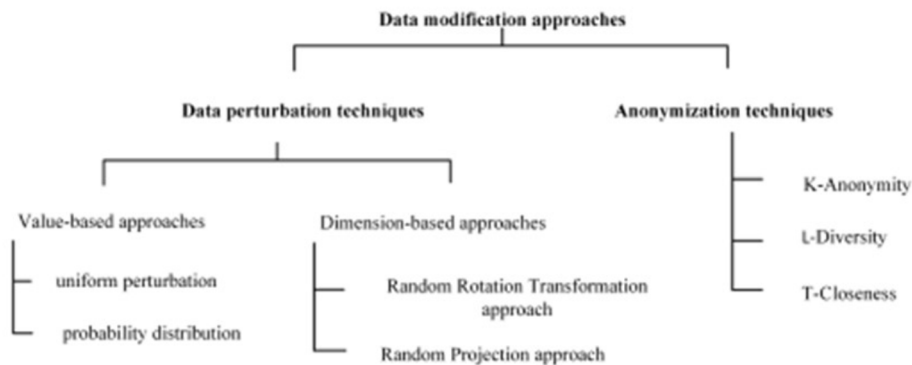 Data modification approaches
Data perturbation techniques
Anonymization techniques
Value-based approaches
uniform perturbation
probability distribution
Dimension-based approaches
Random Rotation Transformation
approach
Random Projection approach
K-Anonymity
L-Diversity
T-Closeness